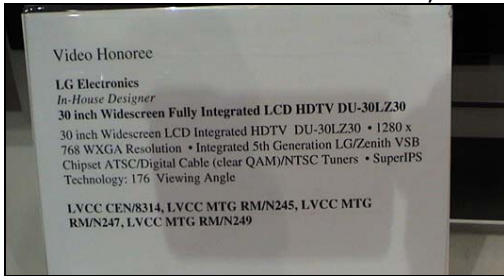 Video Honoree
LG Electronics
In-House Designer
30 inch Widescreen Fully Integrated LCD HDTV DU-30LZ30
30 inch Widescreen LCD Integrated HDTV DU-30LZ30 • 1280 x
768 WXGA Resolution • Integrated 5th Generation LG/Zenith VSB
Chipset ATSC/Digital Cable (clear QAM)/NTSC Tuners • SuperIPS
Technology: 176 Viewing Angle
LVCC CEN/8314, LVCC MTG RM/N245, LVCC MTG
RM/N247, LVCC MTG RM/N249